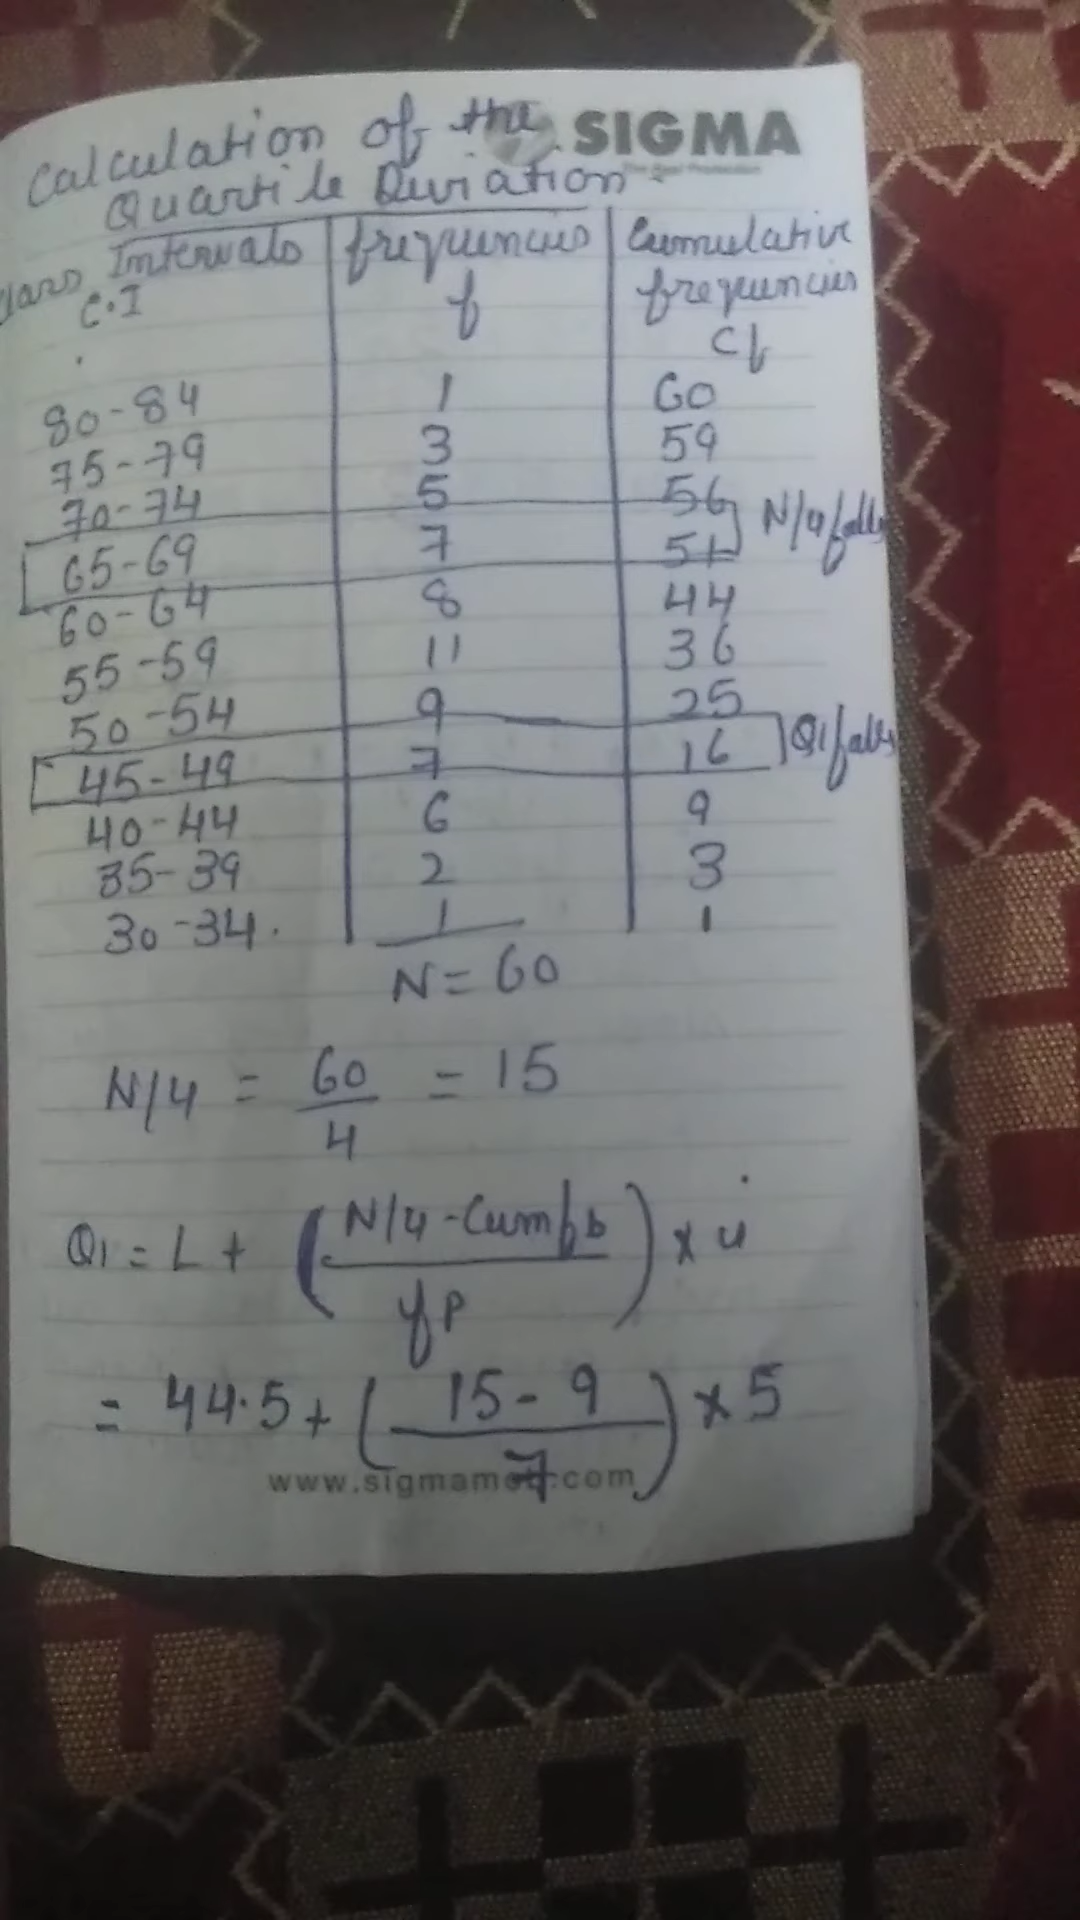 Calculation of the
SIGMA
Quartile Deviation
Class Intervals frequencies Cumulative
C.I f frequencies
Cf
80-84 1 60
75-79 3 59
70-74 5 56
N/4 falls
65-69 7 51
60-64 8 44
55-59 11 36
50-54 9 25
45-49 7 16 Q1 falls
40-44 6 9
35-39 2 3
30-34. 1 1
N = 60
N/4 = 60 = 15
4
Q1 = L + (N/4 - Cumfb) × i
fp
= 44.5 + (15 - 9) × 5
7